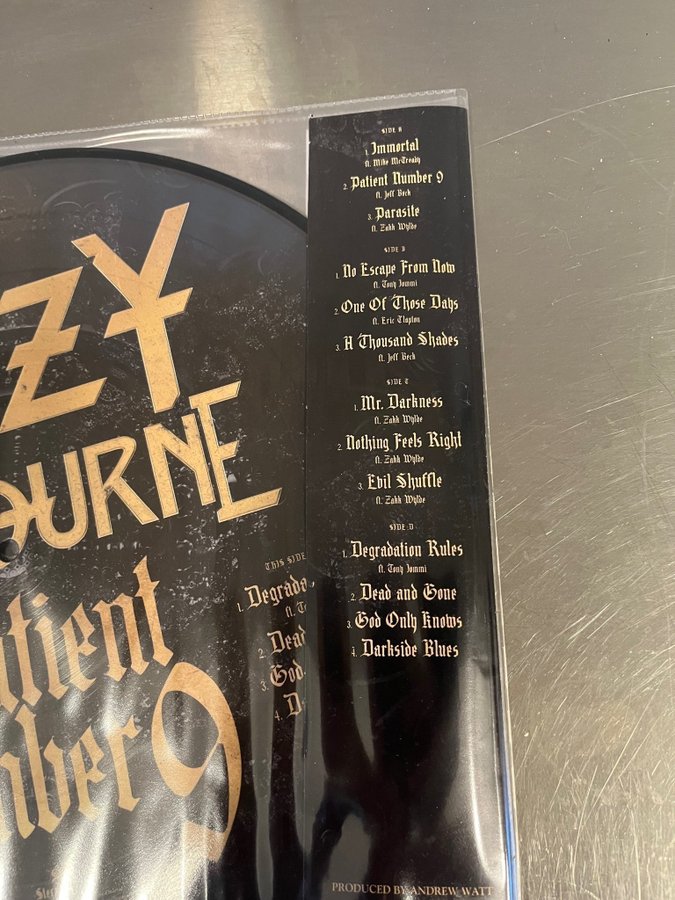 ZZY
OURNE
tient
mber 9
THIS SIDE
1. Degrada
ft. To
2. Dead
3. God
4. D
SIDE A
1. Immortal
ft. Mike McCready
2. Patient Number 9
ft. Jeff Beck
3. Parasite
ft. Zakk Wylde
SIDE B
1. No Escape From Now
ft. Tony Iommi
2. One Of Those Days
ft. Eric Clapton
3. A Thousand Shades
ft. Jeff Beck
SIDE C
1. Mr. Darkness
ft. Zakk Wylde
2. Nothing Feels Right
ft. Zakk Wylde
3. Evil Shuffle
ft. Zakk Wylde
SIDE D
1. Degradation Rules
ft. Tony Iommi
2. Dead and Gone
3. God Only Knows
4. Darkside Blues
PRODUCED BY ANDREW WATT